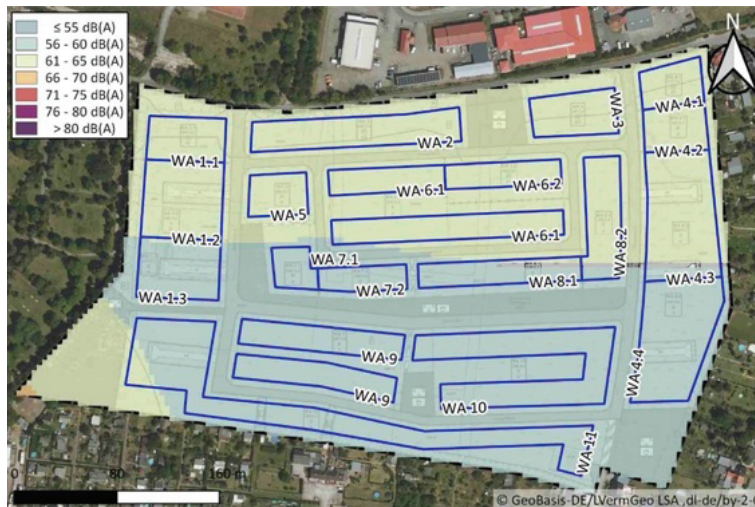 ≤ 55 dB(A)
56 - 60 dB(A)
61 - 65 dB(A)
66 - 70 dB(A)
71 - 75 dB(A)
76 - 80 dB(A)
> 80 dB(A)
N
WA 4.1
WA 3
WA 2
WA 1.1
WA 4.2
WA 6.1
WA 6.2
WA 5
WA 6.1
WA 1.2
WA 8.2
WA 7.1
WA 8.1
WA 4.3
WA 7.2
WA 1.3
WA 9
WA 4.4
WA 9
WA 10
WA 11
0 80 160 m
© GeoBasis-DE/LVermGeo LSA ,dl-de/by-2-0